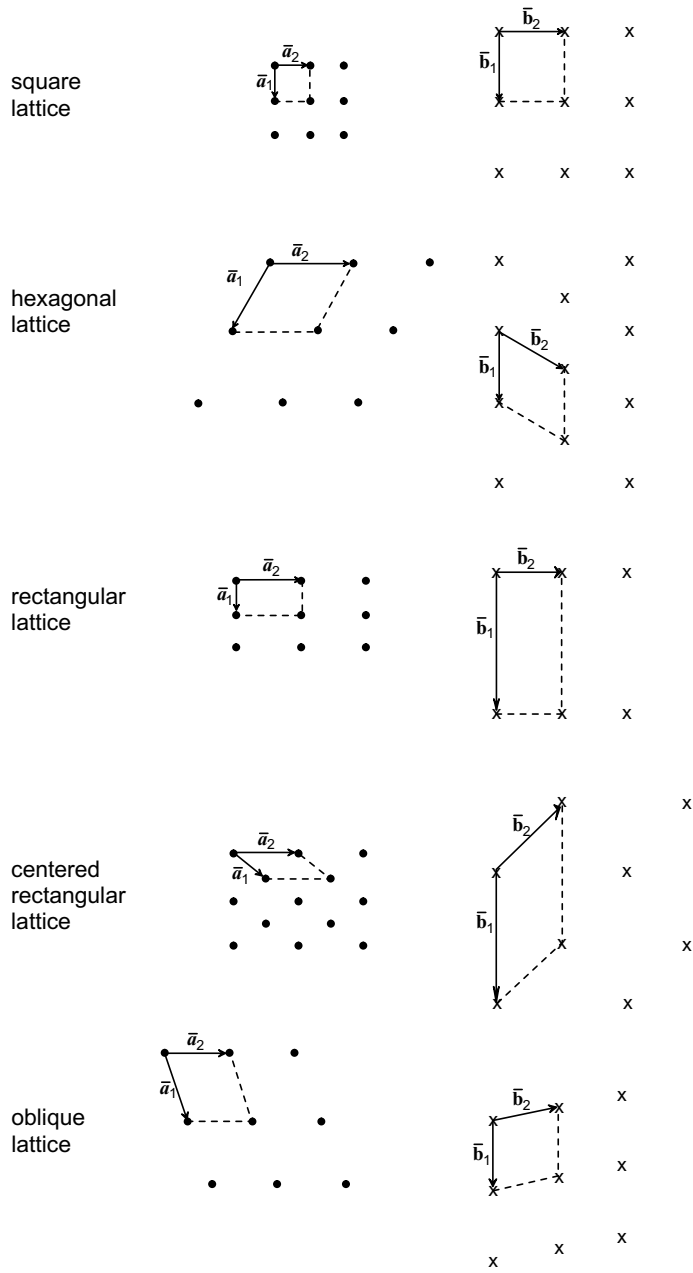 square
lattice
ā₁
ā₂
b̄₁
b̄₂
x x x
x x x
x x x
hexagonal
lattice
ā₁
ā₂
b̄₁
b̄₂
x x
x
x x
x
x x
x
x x
rectangular
lattice
ā₁
ā₂
b̄₁
b̄₂
x x x
x x x
centered
rectangular
lattice
ā₁
ā₂
b̄₁
b̄₂
x x
x x
x x
x x
oblique
lattice
ā₁
ā₂
b̄₁
b̄₂
x x x
x x x
x x x